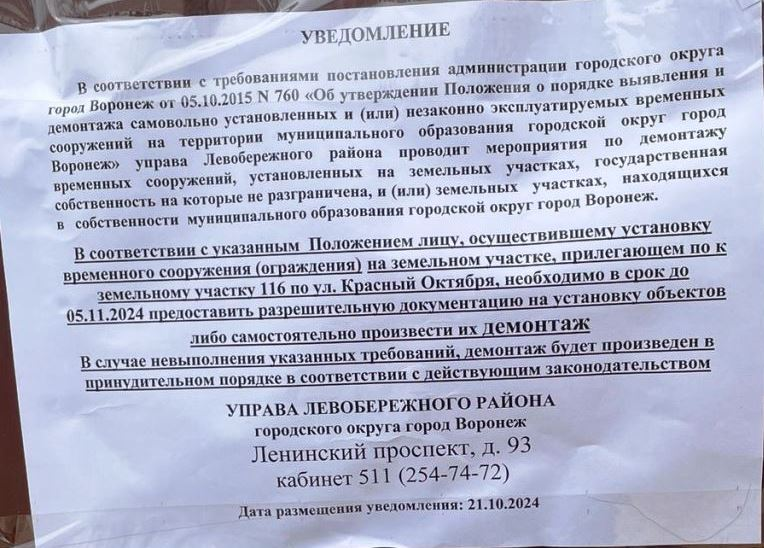 УВЕДОМЛЕНИЕ
В соответствии с требованиями постановления администрации городского округа
город Воронеж от 05.10.2015 N 760 «Об утверждении Положения о порядке выявления и
демонтажа самовольно установленных и (или) незаконно эксплуатируемых временных
сооружений на территории муниципального образования городской округ город
Воронеж» управа Левобережного района проводит мероприятия по демонтажу
временных сооружений, установленных на земельных участках, государственная
собственность на которые не разграничена, и (или) земельных участках, находящихся
в собственности муниципального образования городской округ город Воронеж.
В соответствии с указанным Положением лицу, осуществившему установку
временного сооружения (ограждения) на земельном участке, прилегающем по к
земельному участку 116 по ул. Красный Октября, необходимо в срок до
05.11.2024 предоставить разрешительную документацию на установку объектов
либо самостоятельно произвести их демонтаж
В случае невыполнения указанных требований, демонтаж будет произведен в
принудительном порядке в соответствии с действующим законодательством
УПРАВА ЛЕВОБЕРЕЖНОГО РАЙОНА
городского округа город Воронеж
Ленинский проспект, д. 93
кабинет 511 (254-74-72)
Дата размещения уведомления: 21.10.2024